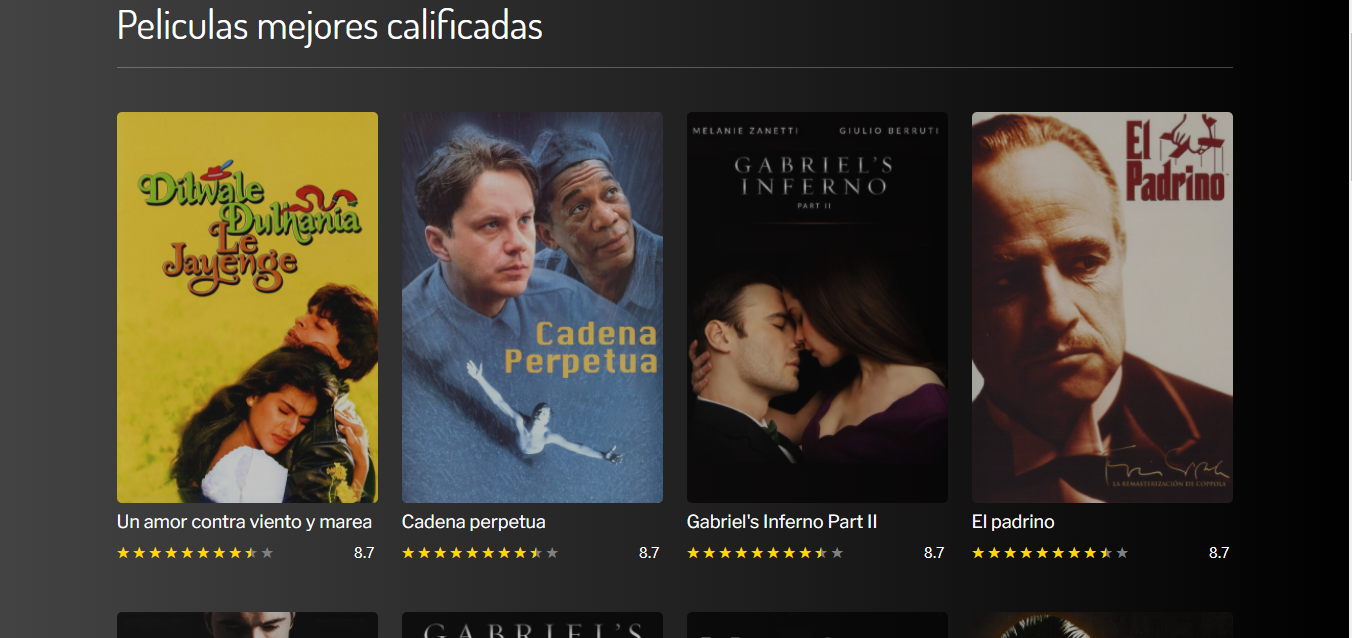 Peliculas mejores calificadas
Dilwale
Dulhania
Le
Jayenge
Cadena
Perpetua
MELANIE ZANETTI GIULIO BERRUTI
GABRIEL'S
INFERNO
PART II
El
Padrino
LA REMASTERIZACIÓN DE COPPOLA
Un amor contra viento y marea
8.7
Cadena perpetua
8.7
Gabriel's Inferno Part II
8.7
El padrino
8.7
GABRIEL'S